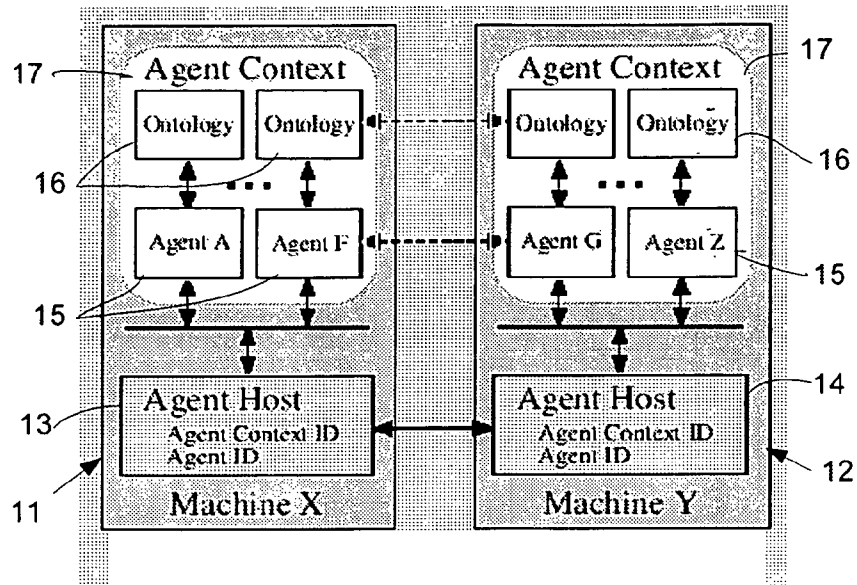 17
Agent Context
Ontology
Ontology
16
...
Agent A
Agent F
15
Agent Host
13
Agent Context ID
Agent ID
11
Machine X
Agent Context
17
Ontology
Ontology
16
...
Agent G
Agent Z
15
Agent Host
14
Agent Context ID
Agent ID
12
Machine Y